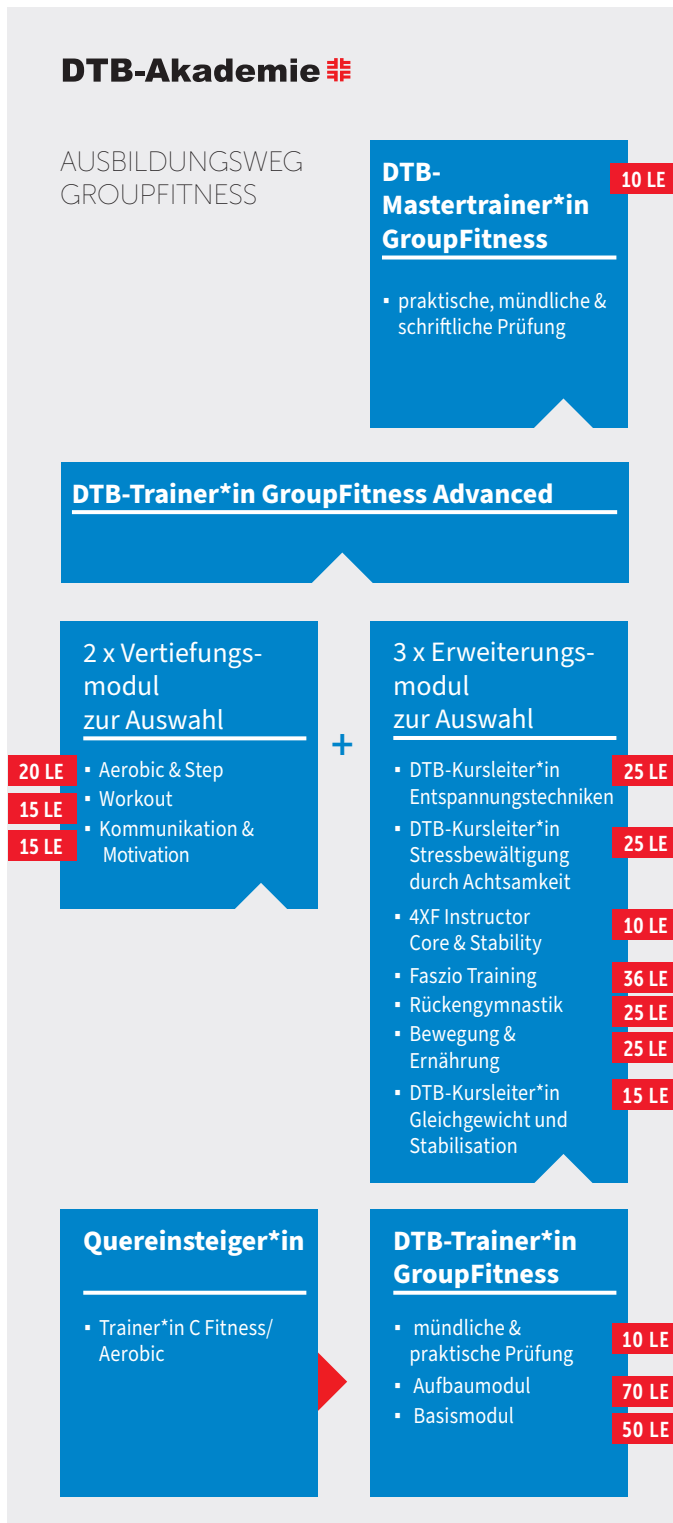 DTB-Akademie
AUSBILDUNGSWEG
GROUPFITNESS
DTB-
Mastertrainer*in
GroupFitness
10 LE
▪ praktische, mündliche &
schriftliche Prüfung
DTB-Trainer*in GroupFitness Advanced
2 x Vertiefungs-
modul
zur Auswahl
20 LE
▪ Aerobic & Step
15 LE
▪ Workout
15 LE
▪ Kommunikation &
Motivation
+
3 x Erweiterungs-
modul
zur Auswahl
▪ DTB-Kursleiter*in
Entspannungstechniken
25 LE
▪ DTB-Kursleiter*in
Stressbewältigung
durch Achtsamkeit
25 LE
▪ 4XF Instructor
Core & Stability
10 LE
▪ Faszio Training
36 LE
▪ Rückengymnastik
25 LE
▪ Bewegung &
Ernährung
25 LE
▪ DTB-Kursleiter*in
Gleichgewicht und
Stabilisation
15 LE
Quereinsteiger*in
▪ Trainer*in C Fitness/
Aerobic
DTB-Trainer*in
GroupFitness
▪ mündliche &
praktische Prüfung
10 LE
▪ Aufbaumodul
70 LE
▪ Basismodul
50 LE